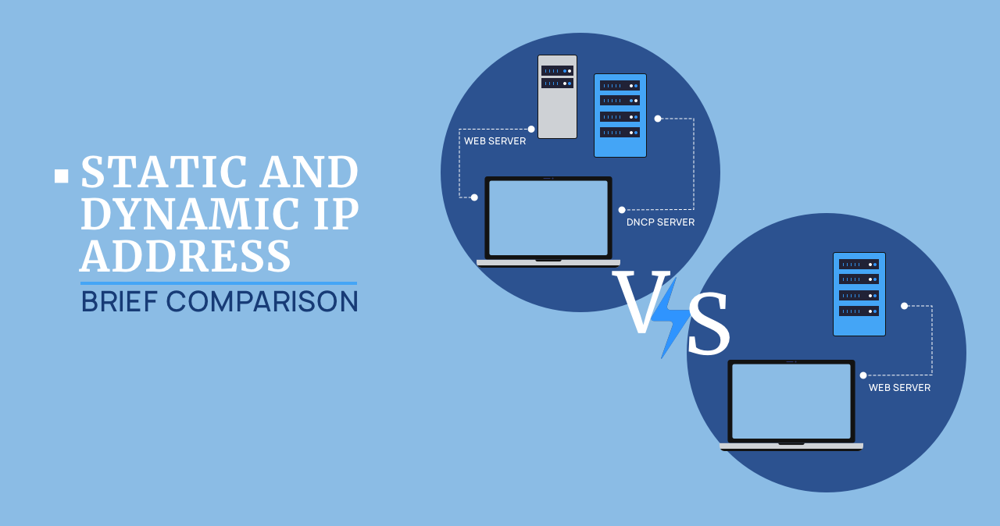 STATIC AND
DYNAMIC IP
ADDRESS
BRIEF COMPARISON
WEB SERVER
DNCP SERVER
VS
WEB SERVER